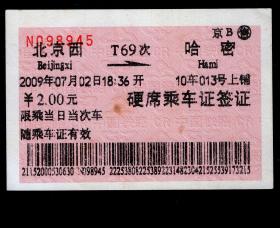 京B
N098945
北京西 T69次 哈密
Beijingxi Hami
2009年07月02日18:36开 10车013号上铺
¥2.00元 硬席乘车证签证
限乘当日当次车
随乘车证有效